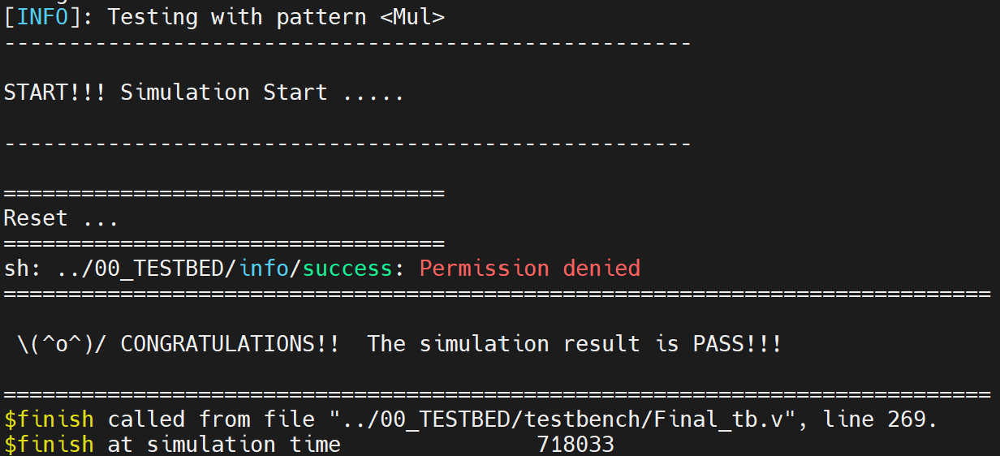 [INFO]: Testing with pattern <Mul>
-----------------------------------------------------
START!!! Simulation Start .....
-----------------------------------------------------
==================================
Reset ...
==================================
sh: ../00_TESTBED/info/success: Permission denied
============================================================================
\(^o^)/ CONGRATULATIONS!!  The simulation result is PASS!!!
============================================================================
$finish called from file "../00_TESTBED/testbench/Final_tb.v", line 269.
$finish at simulation time               718033